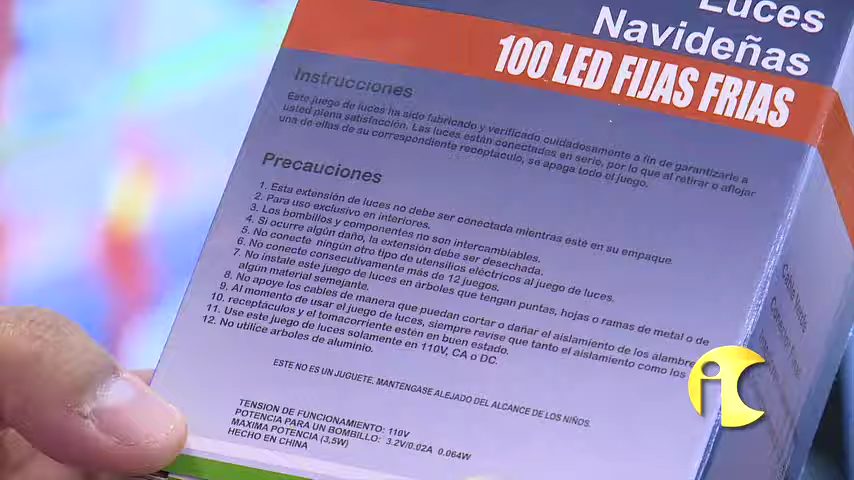 Luces
Navideñas
100 LED FIJAS FRIAS
Instrucciones
Este juego de luces ha sido fabricado y verificado cuidadosamente a fin de garantizarle a
usted plena satisfacción. Las luces están conectadas en serie, por lo que al retirar o aflojar
una de ellas de su correspondiente receptáculo, se apaga todo el juego.
Precauciones
1. Esta extensión de luces no debe ser conectada mientras esté en su empaque
2. Para uso exclusivo en interiores.
3. Los bombillos y componentes no son intercambiables.
4. Si ocurre algún daño, la extensión debe ser desechada.
5. No conecte ningún otro tipo de utensilios eléctricos al juego de luces.
6. No conecte consecutivamente más de 12 juegos.
7. No instale este juego de luces en árboles que tengan puntas, hojas o ramas de metal o de
algún material semejante.
8. No apoye los cables de manera que puedan cortar o dañar el aislamiento de los alambre
9. Al momento de usar el juego de luces, siempre revise que tanto el aislamiento como los
10. receptáculos y el tomacorriente estén en buen estado.
11. Use este juego de luces solamente en 110V, CA o DC.
12. No utilice arboles de aluminio.
ESTE NO ES UN JUGUETE, MANTENGASE ALEJADO DEL ALCANCE DE LOS NIÑOS.
TENSION DE FUNCIONAMIENTO: 110V
POTENCIA PARA UN BOMBILLO: 3.2V/0.02A 0.064W
MAXIMA POTENCIA (3,5W)
HECHO EN CHINA
iC